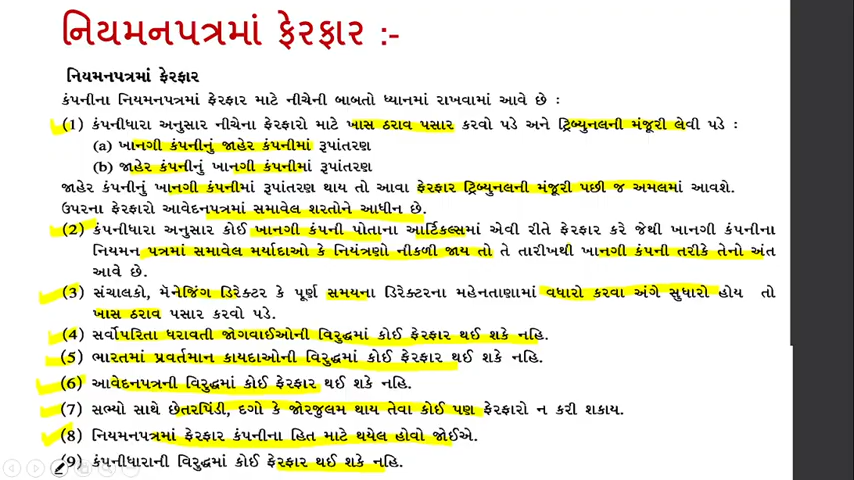 નિયમનપત્રમાં ફેરફાર :-
નિયમનપત્રમાં ફેરફાર
કંપનીના નિયમનપત્રમાં ફેરફાર માટે નીચેની બાબતો ધ્યાનમાં રાખવામાં આવે છે :
(1) કંપનીધારા અનુસાર નીચેના ફેરફારો માટે ખાસ ઠરાવ પસાર કરવો પડે અને ટ્રિબ્યુનલની મંજૂરી લેવી પડે :
(a) ખાનગી કંપનીનું જાહેર કંપનીમાં રૂપાંતરણ
(b) જાહેર કંપનીનું ખાનગી કંપનીમાં રૂપાંતરણ
જાહેર કંપનીનું ખાનગી કંપનીમાં રૂપાંતરણ થાય તો આવા ફેરફાર ટ્રિબ્યુનલની મંજૂરી પછી જ અમલમાં આવશે.
ઉપરના ફેરફારો આવેદનપત્રમાં સમાવેલ શરતોને આધીન છે.
(2) કંપનીધારા અનુસાર કોઈ ખાનગી કંપની પોતાના આર્ટિકલ્સમાં એવી રીતે ફેરફાર કરે જેથી ખાનગી કંપનીના
નિયમન પત્રમાં સમાવેલ મર્યાદાઓ કે નિયંત્રણો નીકળી જાય તો તે તારીખથી ખાનગી કંપની તરીકે તેનો અંત
આવે છે.
(3) સંચાલકો, મૅનેજિંગ ડિરેક્ટર કે પૂર્ણ સમયના ડિરેક્ટરના મહેનતાણામાં વધારો કરવા અંગે સુધારો હોય તો
ખાસ ઠરાવ પસાર કરવો પડે.
(4) સર્વોપરિતા ધરાવતી જોગવાઈઓની વિરુદ્ધમાં કોઈ ફેરફાર થઈ શકે નહિ.
(5) ભારતમાં પ્રવર્તમાન કાયદાઓની વિરુદ્ધમાં કોઈ ફેરફાર થઈ શકે નહિ.
(6) આવેદનપત્રની વિરુદ્ધમાં કોઈ ફેરફાર થઈ શકે નહિ.
(7) સભ્યો સાથે છેતરપિંડી, દગો કે જોરજુલમ થાય તેવા કોઈ પણ ફેરફારો ન કરી શકાય.
(8) નિયમનપત્રમાં ફેરફાર કંપનીના હિત માટે થયેલ હોવો જોઈએ.
(9) કંપનીધારાની વિરુદ્ધમાં કોઈ ફેરફાર થઈ શકે નહિ.